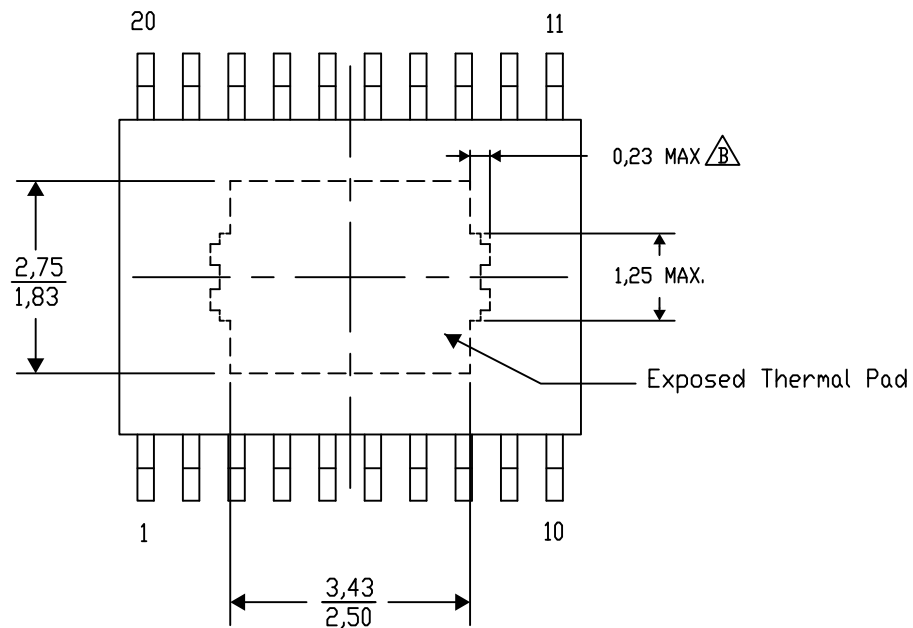 20
11
0,23 MAX B
2,75
1,83
1,25 MAX.
Exposed Thermal Pad
1
10
3,43
2,50